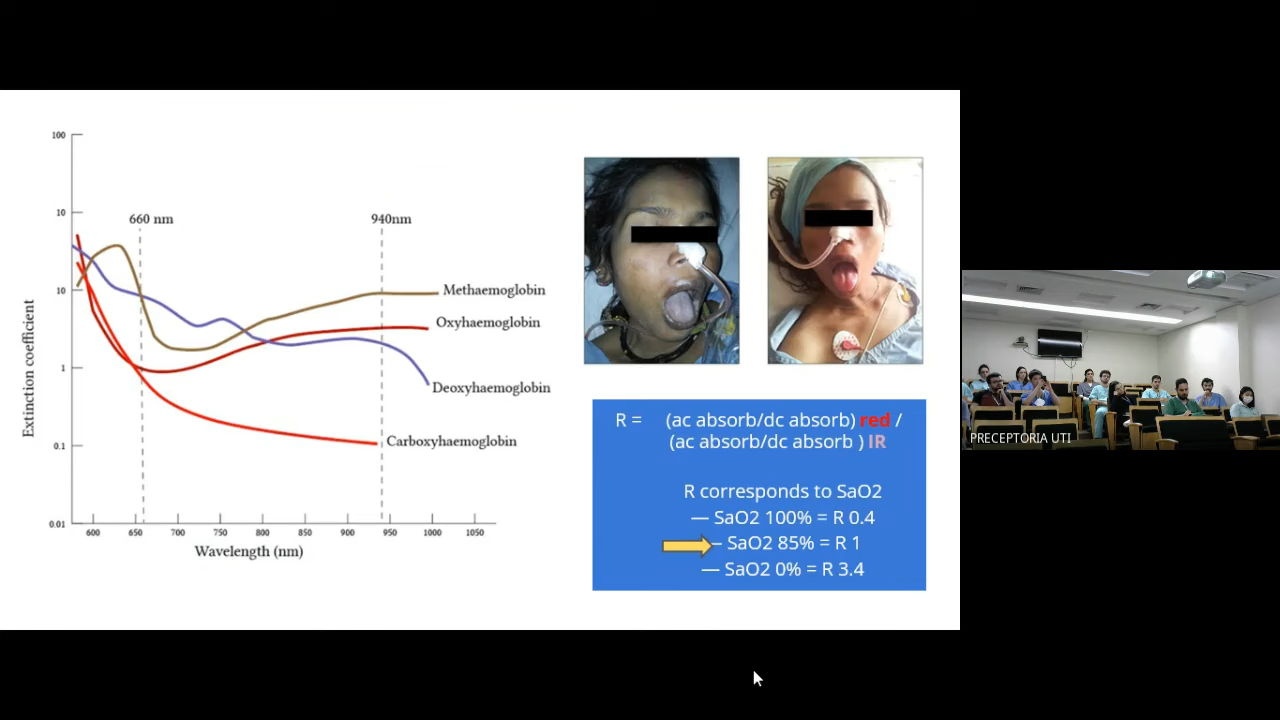 100
10
10
1
0.1
0.01
Extinction coefficient
660 nm
940nm
Methaemoglobin
Oxyhaemoglobin
Deoxyhaemoglobin
Carboxyhaemoglobin
600 650 700 750 800 850 900 950 1000 1050
Wavelength (nm)
R = (ac absorb/dc absorb) red /
(ac absorb/dc absorb ) IR
R corresponds to SaO2
— SaO2 100% = R 0.4
– SaO2 85% = R 1
— SaO2 0% = R 3.4
PRECEPTORIA UTI